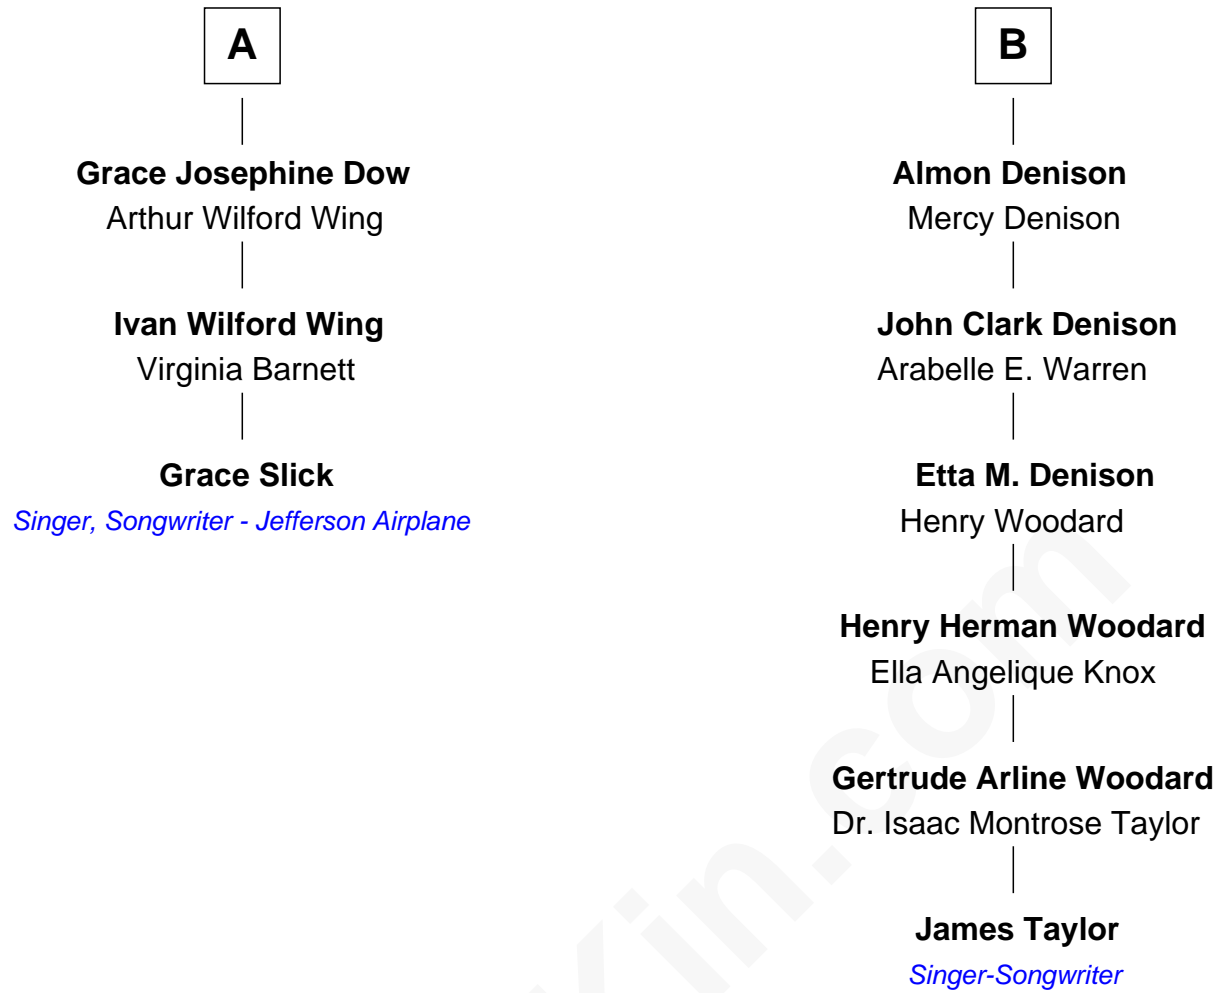 A
Grace Josephine Dow
Arthur Wilford Wing
Ivan Wilford Wing
Virginia Barnett
Grace Slick
Singer, Songwriter - Jefferson Airplane
B
Almon Denison
Mercy Denison
John Clark Denison
Arabelle E. Warren
Etta M. Denison
Henry Woodard
Henry Herman Woodard
Ella Angelique Knox
Gertrude Arline Woodard
Dr. Isaac Montrose Taylor
James Taylor
Singer-Songwriter
Kin.com